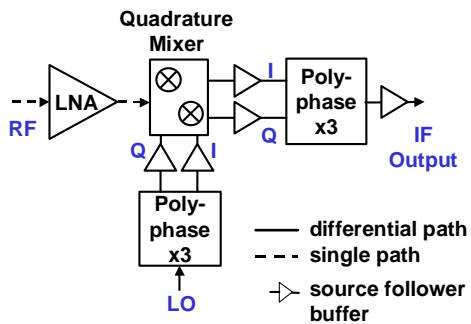 Quadrature
Mixer
LNA
RF
I
Q
Poly-
phase
x3
IF
Output
Q
I
Poly-
phase
x3
LO
differential path
single path
source follower
buffer